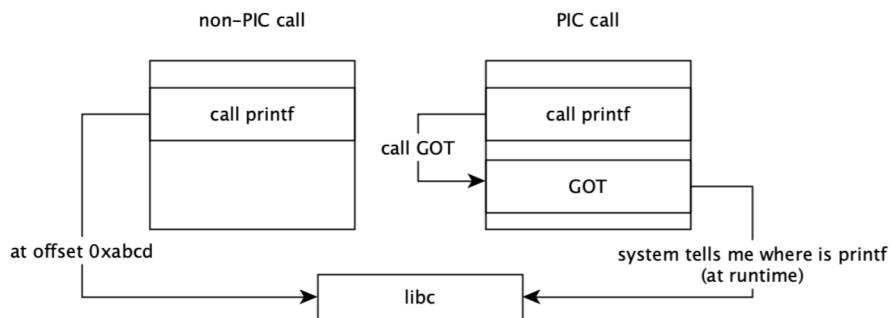 non-PIC call
PIC call
call printf
call printf
call GOT
GOT
at offset 0xabcd
system tells me where is printf
(at runtime)
libc